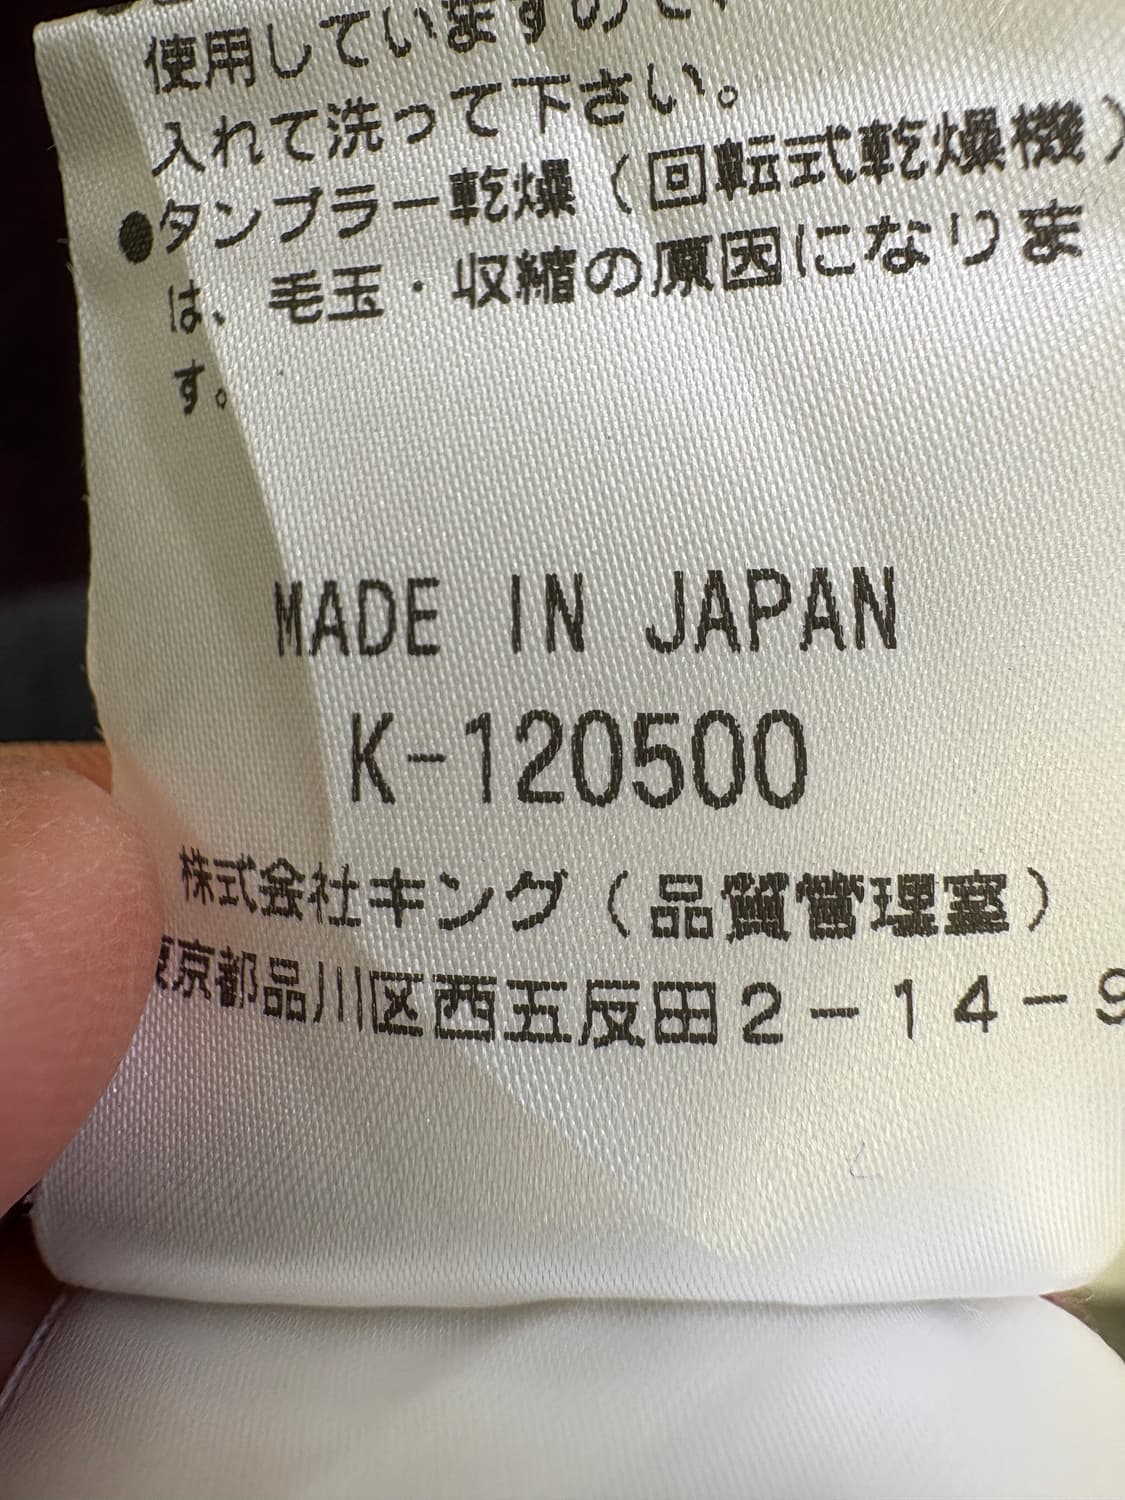 使用していますので、
入れて洗って下さい。
●タンブラー乾燥(回転式乾燥機)
は、毛玉・収縮の原因になりま
す。
MADE IN JAPAN
K-120500
株式会社キング(品質管理室)
東京都品川区西五反田2-14-9